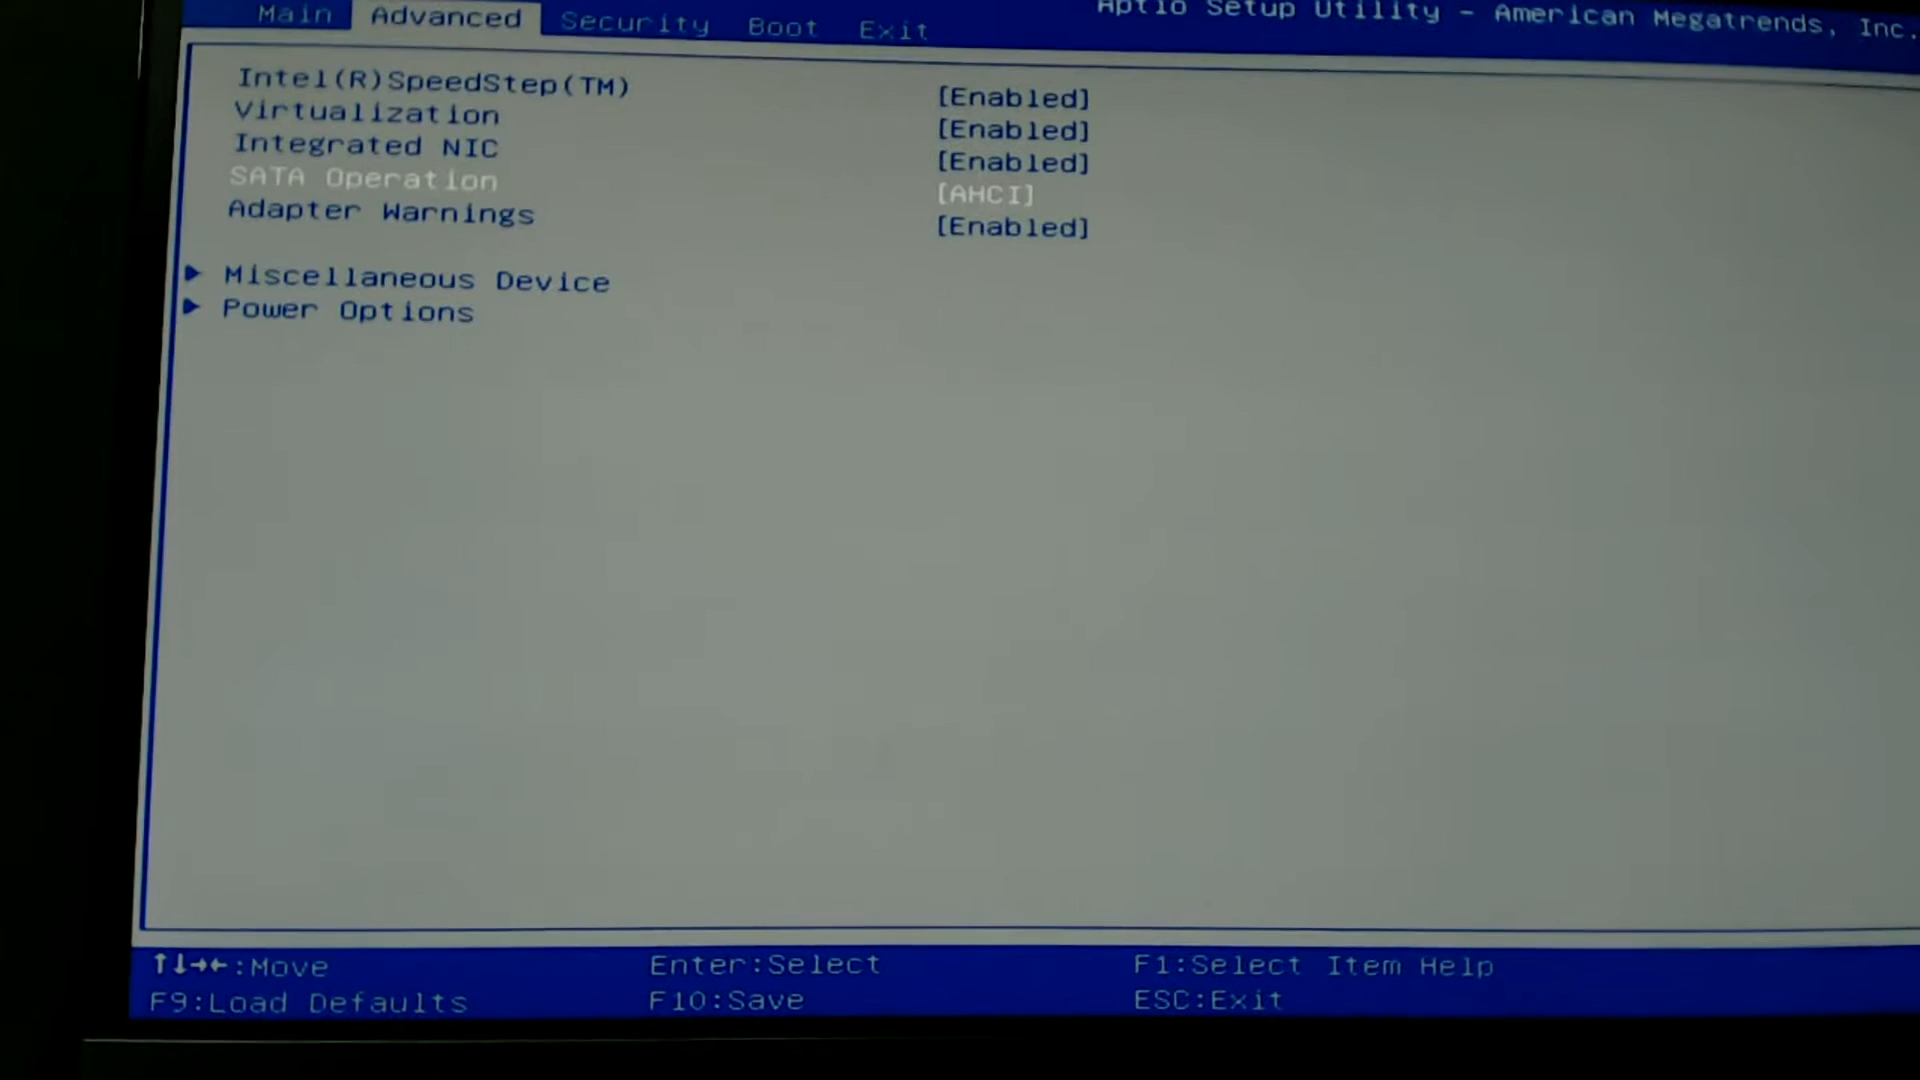 Main Advanced Security Boot Exit
Aptio Setup Utility - American Megatrends, Inc.
Intel(R)SpeedStep(TM) [Enabled]
Virtualization [Enabled]
Integrated NIC [Enabled]
SATA Operation [AHCI]
Adapter Warnings [Enabled]
▶ Miscellaneous Device
▶ Power Options
↑↓→←:Move Enter:Select F1:Select Item Help
F9:Load Defaults F10:Save ESC:Exit